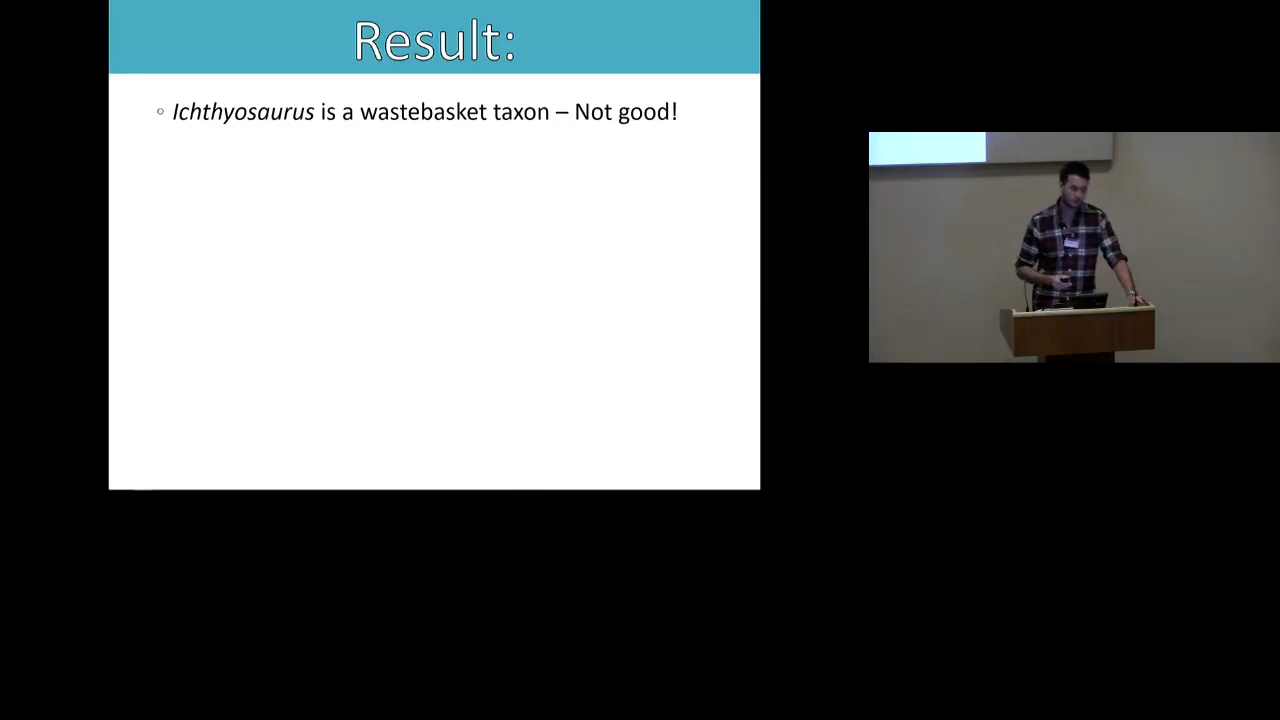 Result:
◦ Ichthyosaurus is a wastebasket taxon – Not good!